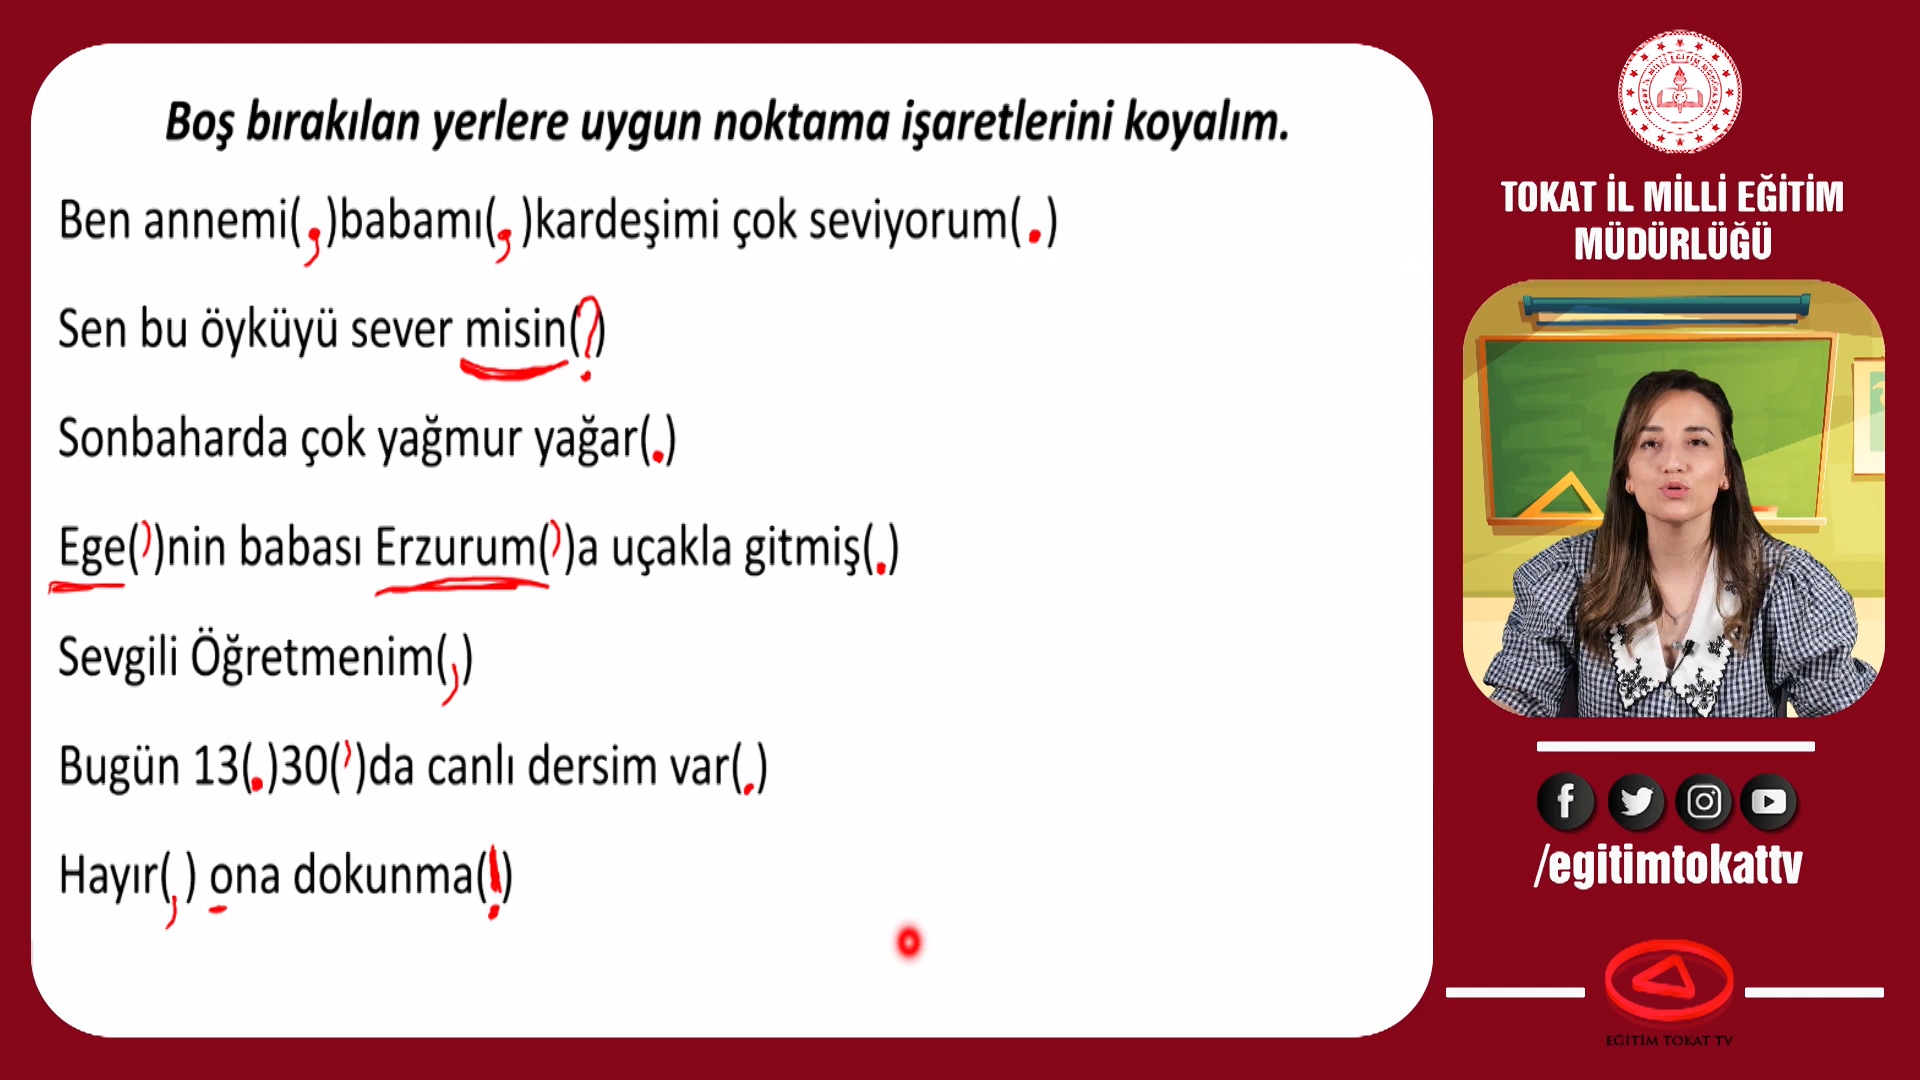 Boş bırakılan yerlere uygun noktama işaretlerini koyalım.
Ben annemi(,)babamı(, )kardeşimi çok seviyorum(.)
Sen bu öyküyü sever misin(?)
Sonbaharda çok yağmur yağar(.)
Ege(')nin babası Erzurum(')a uçakla gitmiş(.)
Sevgili Öğretmenim(,)
Bugün 13(.)30(')da canlı dersim var(.)
Hayır(, ) ona dokunma(!)
TOKAT İL MİLLİ EĞİTİM
MÜDÜRLÜĞÜ
/egitimtokattv
EĞİTİM TOKAT TV